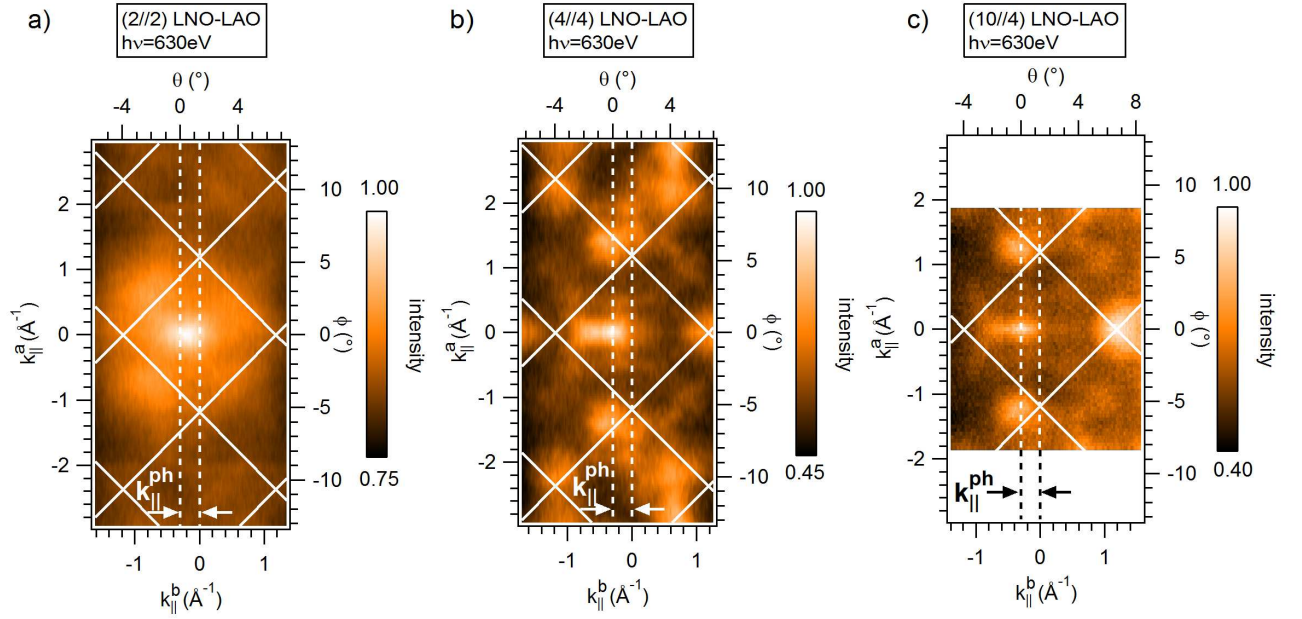 a)
(2//2) LNO-LAO
hν=630eV
θ (°)
-4 0 4
2
1
0
-1
-2
k||a (Å-1)
10
5
0
-5
-10
ϕ (°)
1.00
0.75
intensity
k||ph
-1 0 1
k||b (Å-1)
b)
(4//4) LNO-LAO
hν=630eV
θ (°)
-4 0 4
2
1
0
-1
-2
k||a (Å-1)
10
5
0
-5
-10
ϕ (°)
1.00
0.45
intensity
k||ph
-1 0 1
k||b (Å-1)
c)
(10//4) LNO-LAO
hν=630eV
θ (°)
-4 0 4 8
2
1
0
-1
-2
k||a (Å-1)
10
5
0
-5
-10
ϕ (°)
1.00
0.40
intensity
k||ph
-1 0 1
k||b (Å-1)